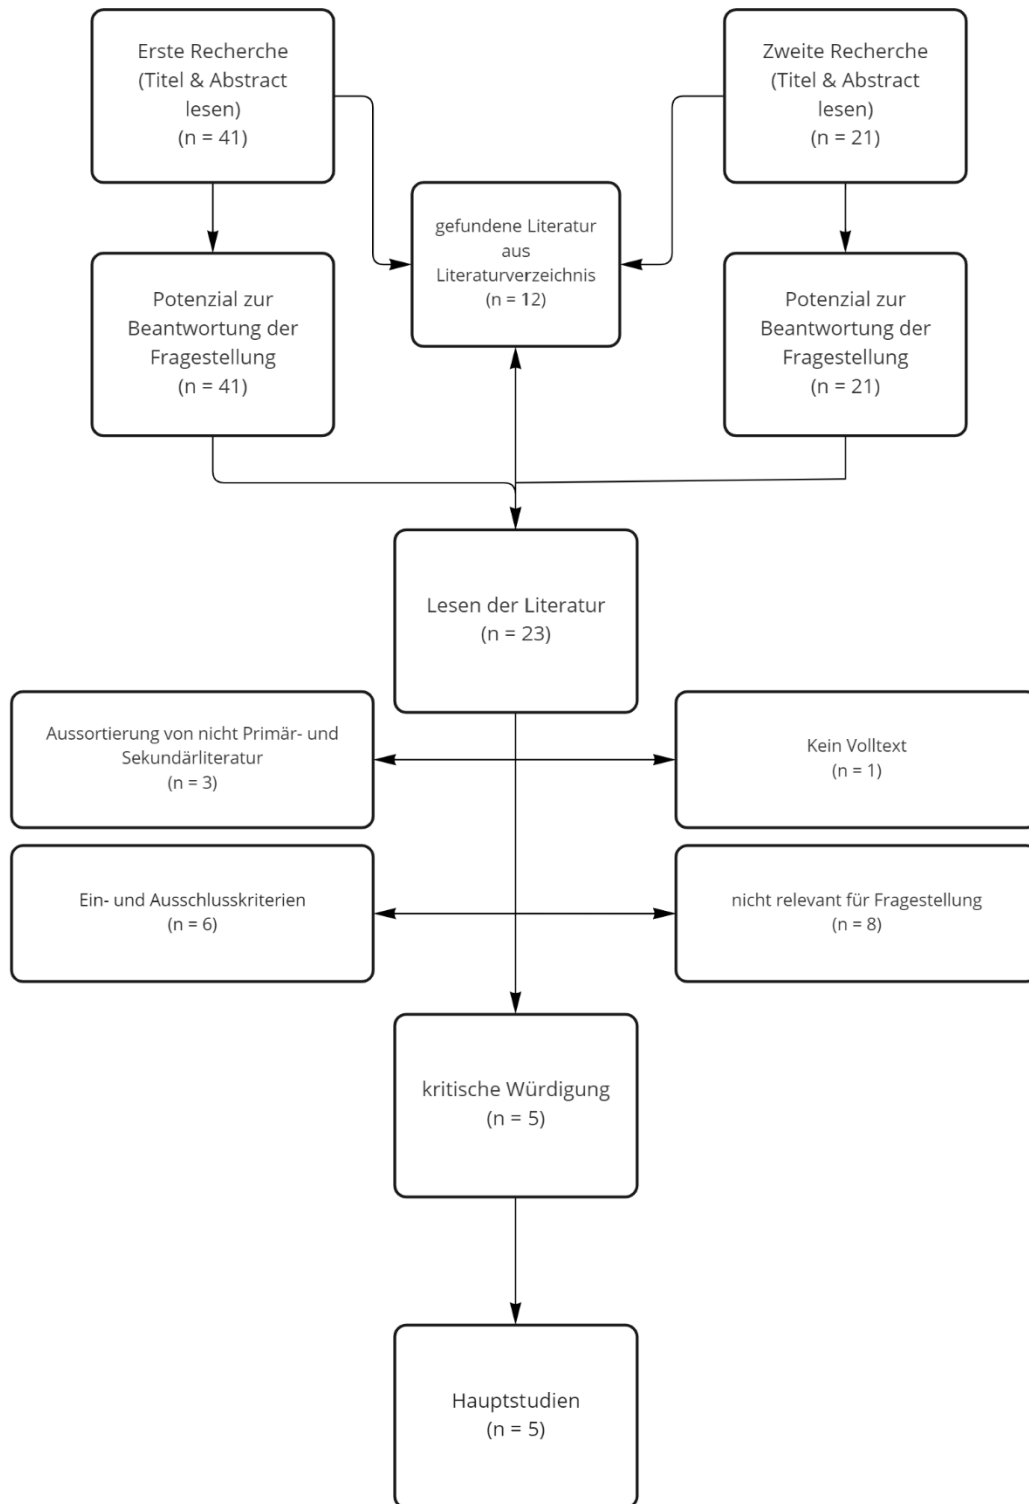 Erste Recherche
(Titel & Abstract
lesen)
(n = 41)
Zweite Recherche
(Titel & Abstract
lesen)
(n = 21)
gefundene Literatur
aus
Literaturverzeichnis
(n = 12)
Potenzial zur
Beantwortung der
Fragestellung
(n = 41)
Potenzial zur
Beantwortung der
Fragestellung
(n = 21)
Lesen der Literatur
(n = 23)
Aussortierung von nicht Primär- und
Sekundärliteratur
(n = 3)
Kein Volltext
(n = 1)
Ein- und Ausschlusskriterien
(n = 6)
nicht relevant für Fragestellung
(n = 8)
kritische Würdigung
(n = 5)
Hauptstudien
(n = 5)